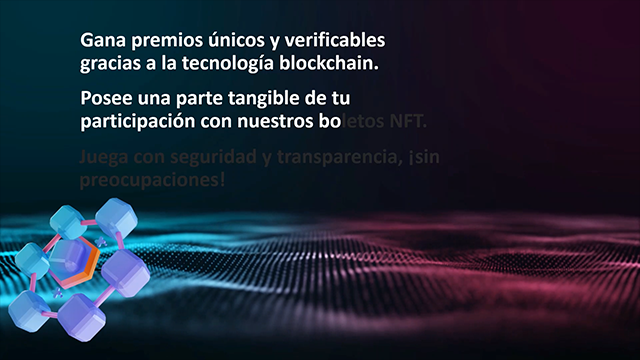 Gana premios únicos y verificables
gracias a la tecnología blockchain.
Posee una parte tangible de tu
participación con nuestros boletos NFT.
Juega con seguridad y transparencia, ¡sin
preocupaciones!